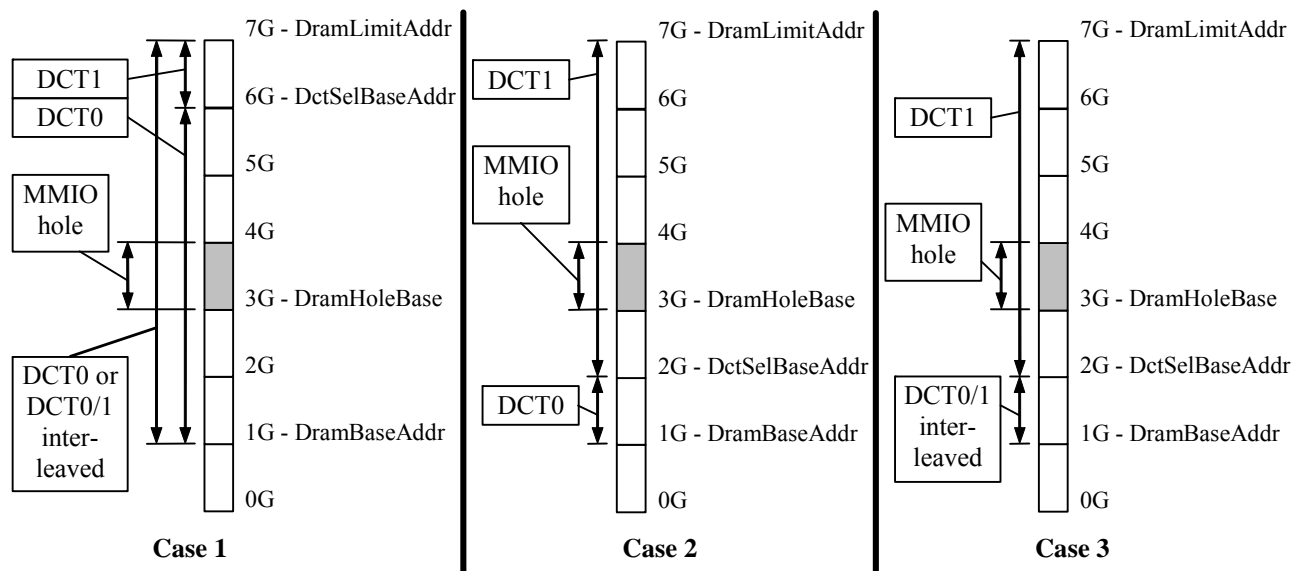 7G - DramLimitAddr
DCT1
6G - DctSelBaseAddr
DCT0
5G
MMIO
hole
4G
3G - DramHoleBase
2G
DCT0 or
DCT0/1
inter-
leaved
1G - DramBaseAddr
0G
Case 1
7G - DramLimitAddr
DCT1
6G
5G
MMIO
hole
4G
3G - DramHoleBase
2G - DctSelBaseAddr
DCT0
1G - DramBaseAddr
0G
Case 2
7G - DramLimitAddr
DCT1
6G
5G
4G
MMIO
hole
3G - DramHoleBase
2G - DctSelBaseAddr
DCT0/1
inter-
leaved
1G - DramBaseAddr
0G
Case 3